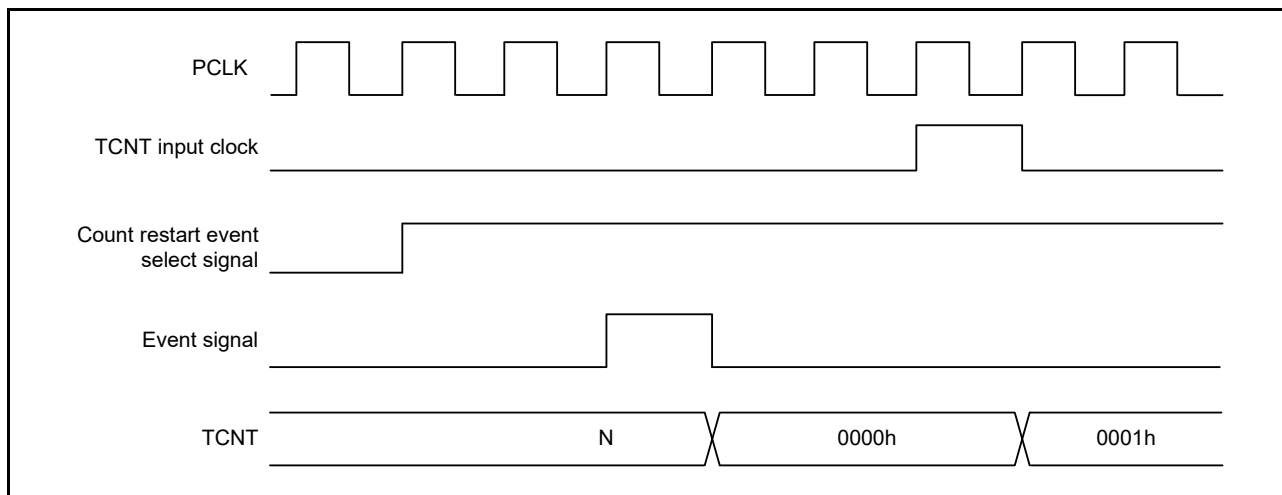 PCLK
TCNT input clock
Count restart event
select signal
Event signal
TCNT
N
0000h
0001h